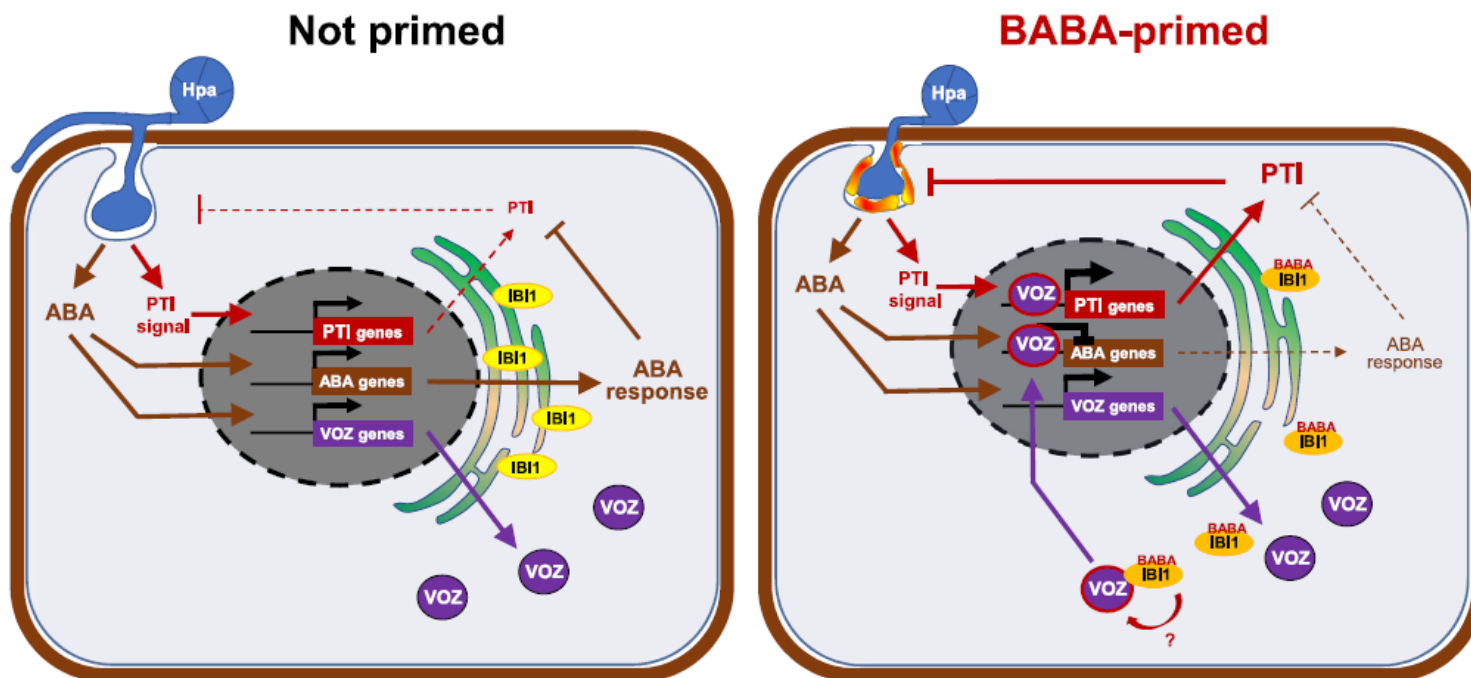 Not primed
Hpa
PTI
ABA
PTI
signal
PTI genes
ABA genes
VOZ genes
IBI1
IBI1
IBI1
IBI1
ABA
response
VOZ
VOZ
VOZ
BABA-primed
Hpa
PTI
ABA
PTI
signal
VOZ
PTI genes
VOZ
ABA genes
VOZ genes
BABA
IBI1
ABA
response
BABA
IBI1
VOZ
BABA
IBI1
VOZ
VOZ
BABA
IBI1
?